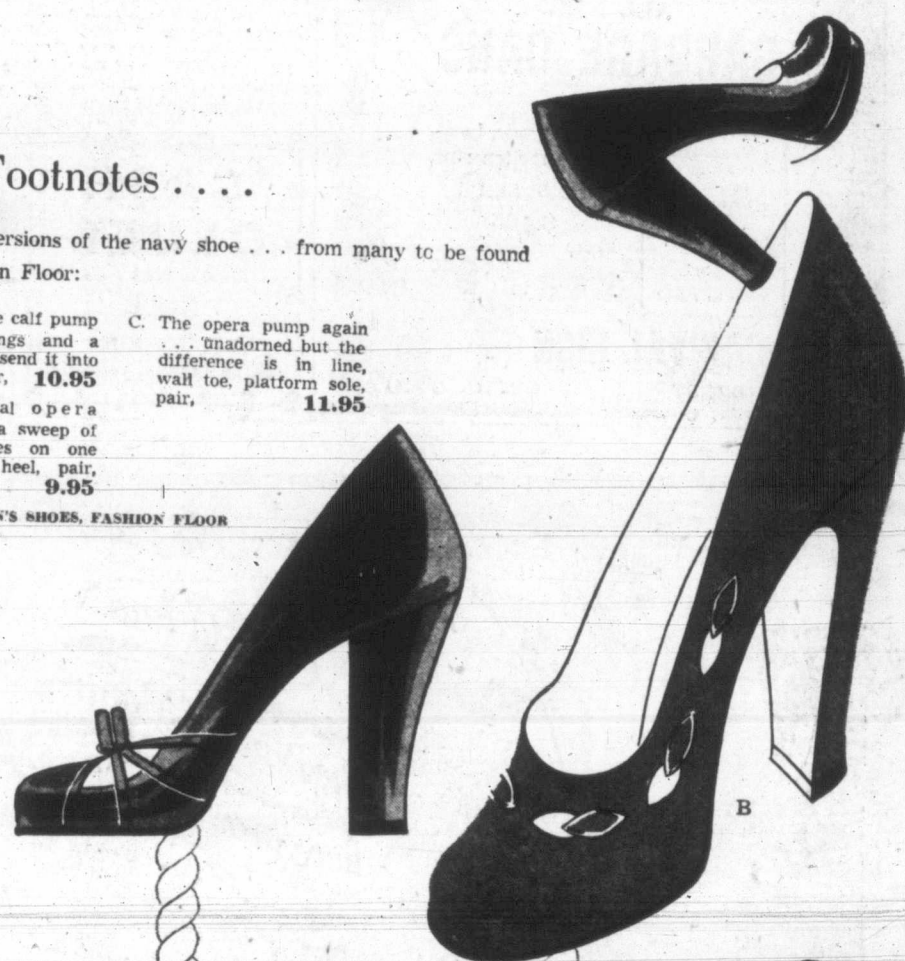 Footnotes ....
ersions of the navy shoe ... from many to be found
n Floor:
e calf pump
ngs and a
send it into
r, 10.95
al opera
a sweep of
es on one
heel, pair,
9.95
C. The opera pump again
... unadorned but the
difference is in line,
wall toe, platform sole,
pair, 11.95
'S SHOES, FASHION FLOOR
B